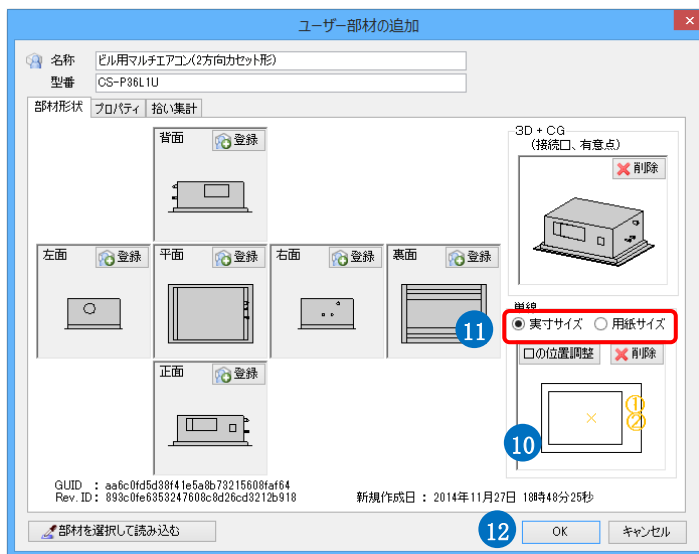 ユーザー部材の追加
×
名称 ビル用マルチエアコン(2方向カセット形)
型番 CS-P36L1U
部材形状 プロパティ 拾い集計
背面 登録
3D + CG
(接続口、有意点)
削除
左面 登録 平面 登録 右面 登録 裏面 登録
単線
11 実寸サイズ 用紙サイズ
口の位置調整 削除
正面 登録
①
②
10
GUID : aa6c0fd5d38f41e5a8b73215608faf64
Rev. ID : 893c0fe6353247608c8d26cd3212b918 新規作成日 : 2014年11月27日 18時48分25秒
部材を選択して読み込む 12 OK キャンセル